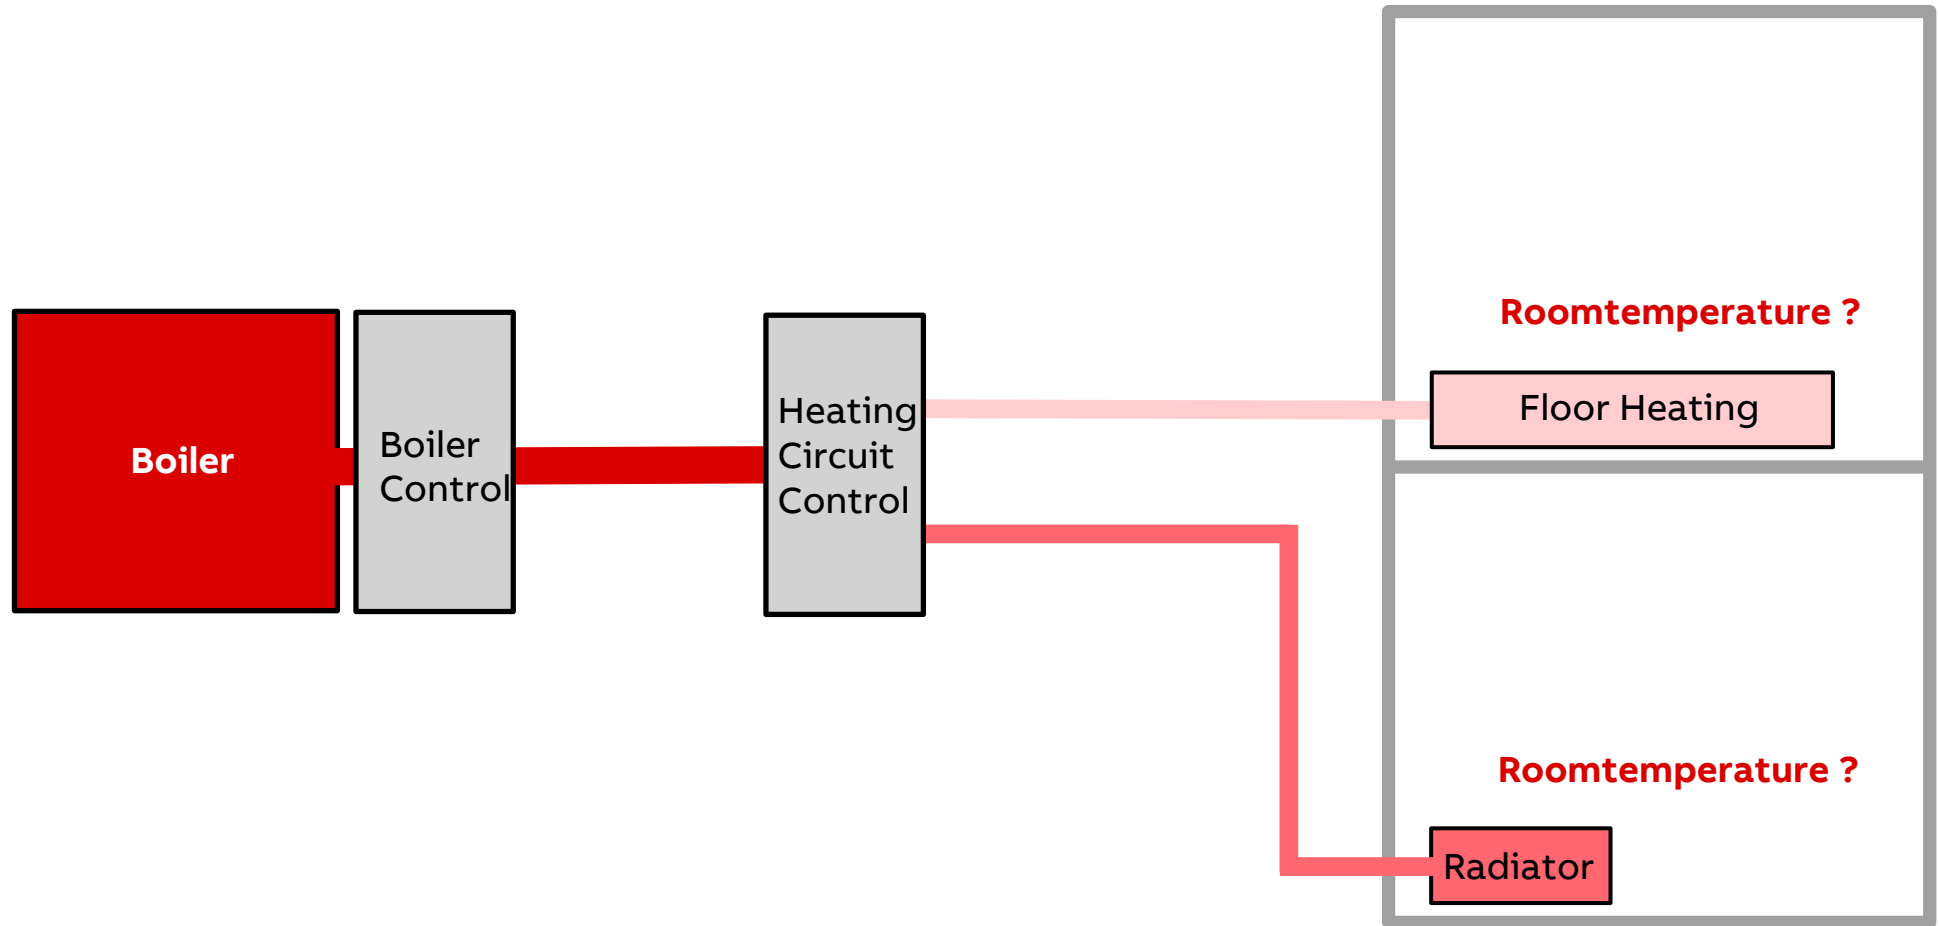 Boiler
Boiler
Control
Heating
Circuit
Control
Roomtemperature ?
Floor Heating
Roomtemperature ?
Radiator